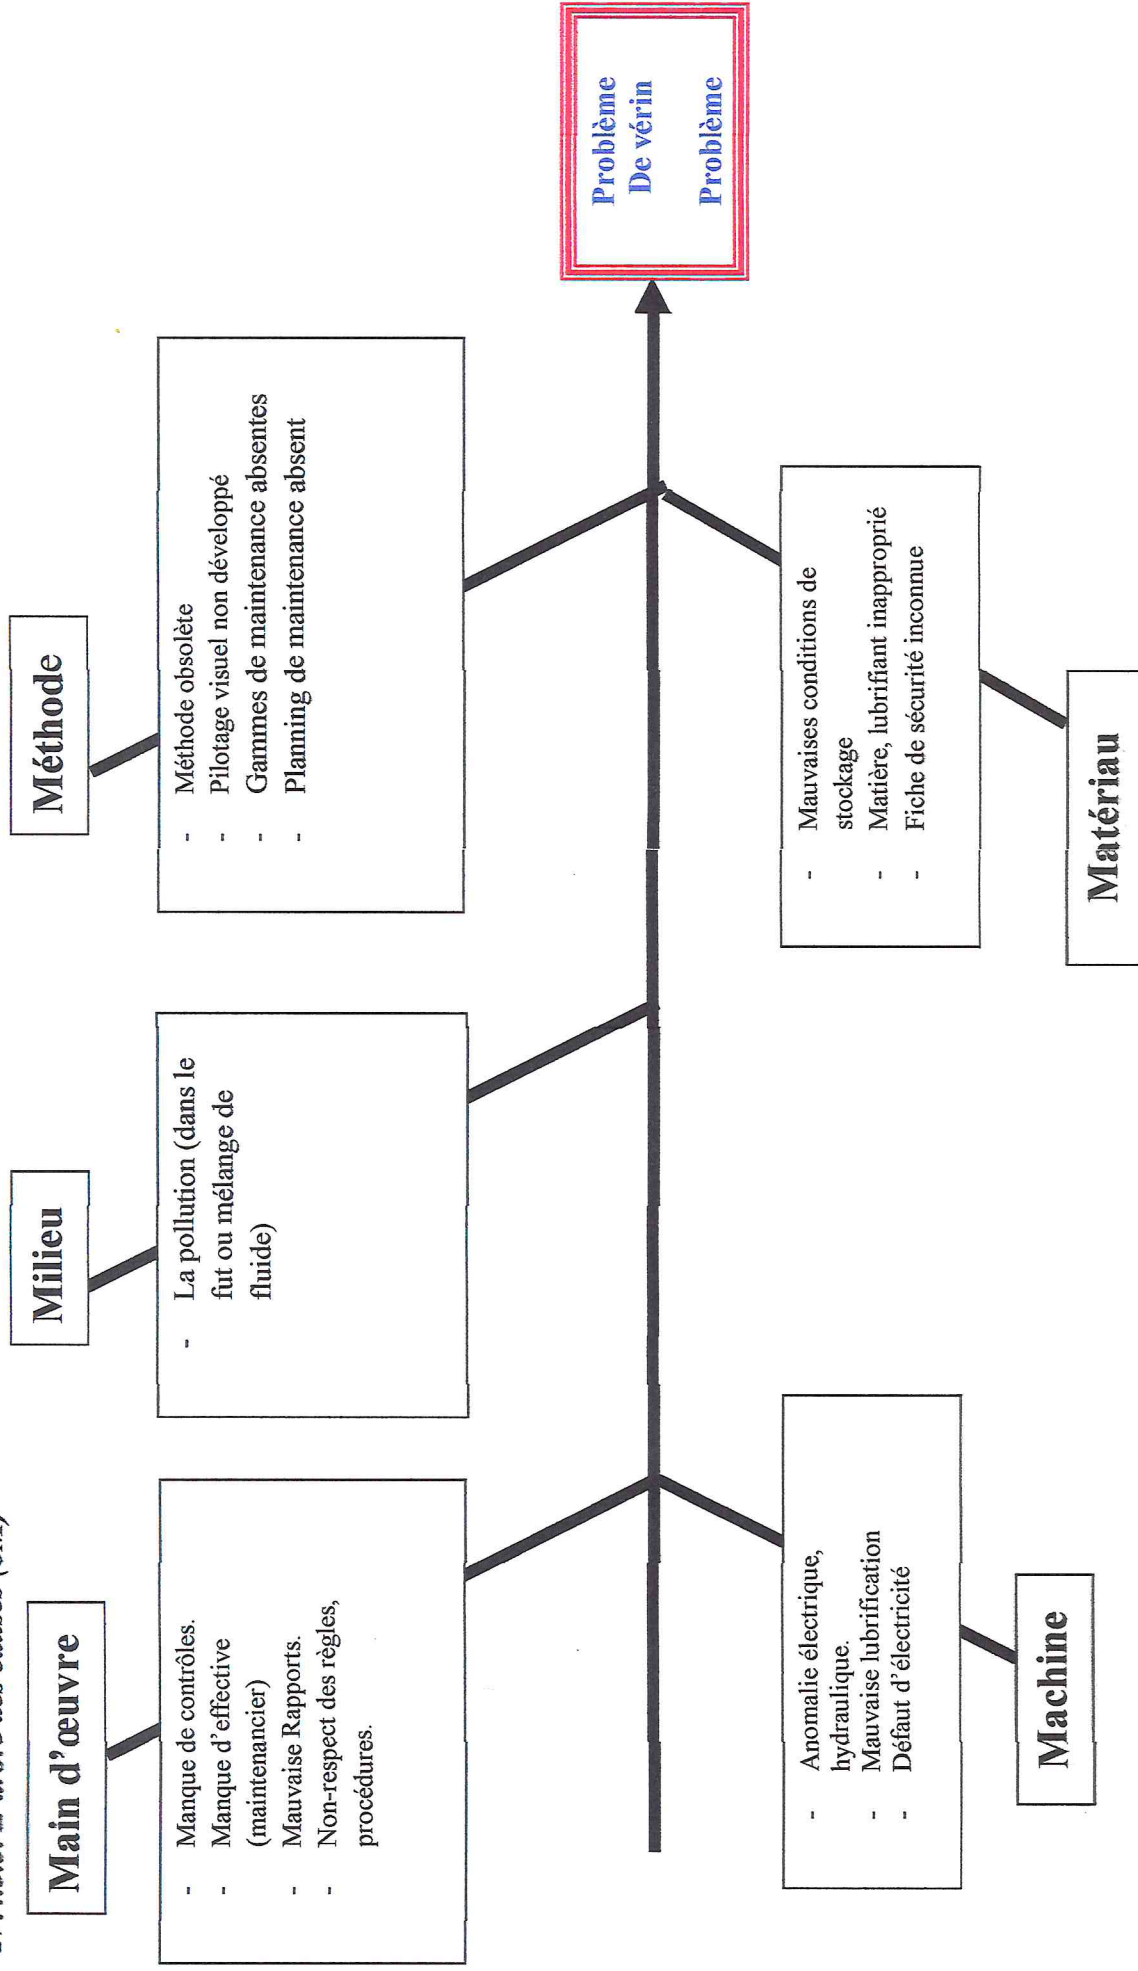 des causes (5M)
Main d'œuvre
Milieu
Méthode
- Manque de contrôles.
- Manque d'effective
(maintenancier)
- Mauvaise Rapports.
- Non-respect des règles,
procédures.
- La pollution (dans le
fut ou mélange de
fluide)
- Méthode obsolète
- Pilotage visuel non développé
- Gammes de maintenance absentes
- Planning de maintenance absent
Problème
De vérin
Problème
- Anomalie électrique,
hydraulique.
- Mauvaise lubrification
- Défaut d'électricité
- Mauvaises conditions de
stockage
- Matière, lubrifiant inapproprié
- Fiche de sécurité inconnue
Machine
Matériau